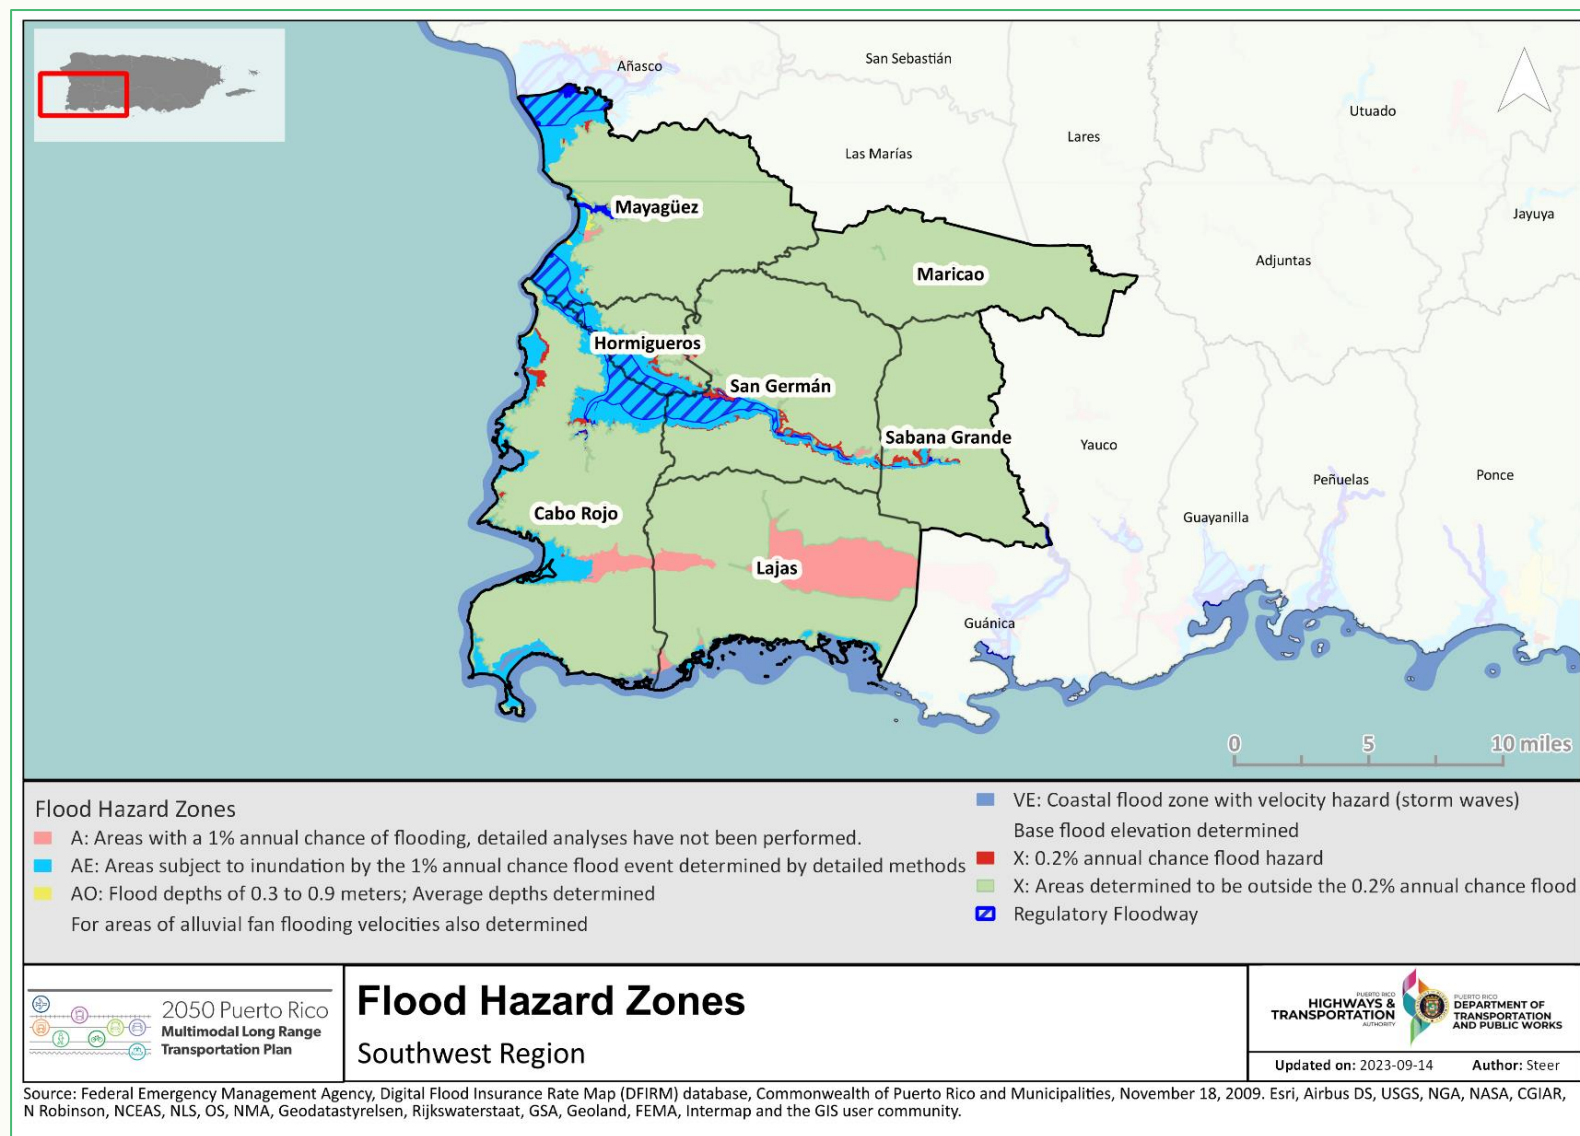 Añasco
San Sebastián
Utuado
Lares
Las Marías
Mayagüez
Jayuya
Maricao
Adjuntas
Hormigueros
San Germán
Sabana Grande
Yauco
Peñuelas
Ponce
Cabo Rojo
Guayanilla
Lajas
Guánica
0 5 10 miles
Flood Hazard Zones
A: Areas with a 1% annual chance of flooding, detailed analyses have not been performed.
AE: Areas subject to inundation by the 1% annual chance flood event determined by detailed methods
AO: Flood depths of 0.3 to 0.9 meters; Average depths determined
For areas of alluvial fan flooding velocities also determined
VE: Coastal flood zone with velocity hazard (storm waves)
Base flood elevation determined
X: 0.2% annual chance flood hazard
X: Areas determined to be outside the 0.2% annual chance flood
Regulatory Floodway
2050 Puerto Rico
Multimodal Long Range
Transportation Plan
Flood Hazard Zones
Southwest Region
PUERTO RICO
HIGHWAYS &
TRANSPORTATION
AUTHORITY
PUERTO RICO
DEPARTMENT OF
TRANSPORTATION
AND PUBLIC WORKS
Updated on: 2023-09-14 Author: Steer
Source: Federal Emergency Management Agency, Digital Flood Insurance Rate Map (DFIRM) database, Commonwealth of Puerto Rico and Municipalities, November 18, 2009. Esri, Airbus DS, USGS, NGA, NASA, CGIAR,
N Robinson, NCEAS, NLS, OS, NMA, Geodatastyrelsen, Rijkswaterstaat, GSA, Geoland, FEMA, Intermap and the GIS user community.